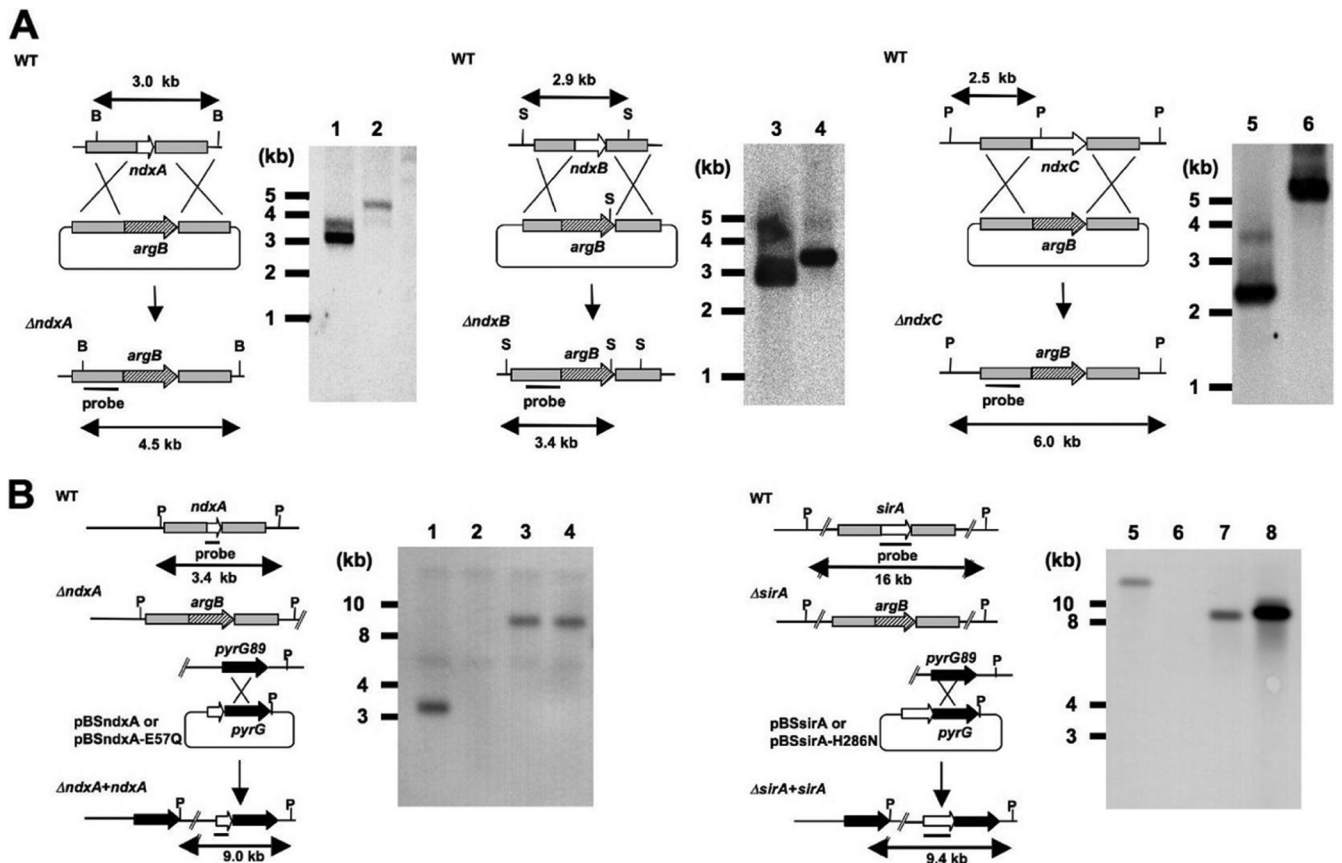 A
WT
3.0 kb
B B
ndxA
argB
ΔndxA
B argB B
probe
4.5 kb
1 2
(kb)
5
4
3
2
1
WT
2.9 kb
S S
ndxB
S
argB
ΔndxB
S argB S S
probe
3.4 kb
3 4
(kb)
5
4
3
2
1
WT
2.5 kb
P P P
ndxC
argB
ΔndxC
P argB P
probe
6.0 kb
5 6
(kb)
5
4
3
2
1
B
WT
P ndxA P
probe
3.4 kb
ΔndxA
P argB P
pyrG89
P
P
pBSndxA or
pBSndxA-E57Q
pyrG
ΔndxA+ndxA
P P
9.0 kb
1 2 3 4
(kb)
10
8
4
3
WT
P sirA P
probe
16 kb
ΔsirA
P argB P
pyrG89
P
P
pBSsirA or
pBSsirA-H286N
pyrG
ΔsirA+sirA
P P
9.4 kb
5 6 7 8
(kb)
10
8
4
3